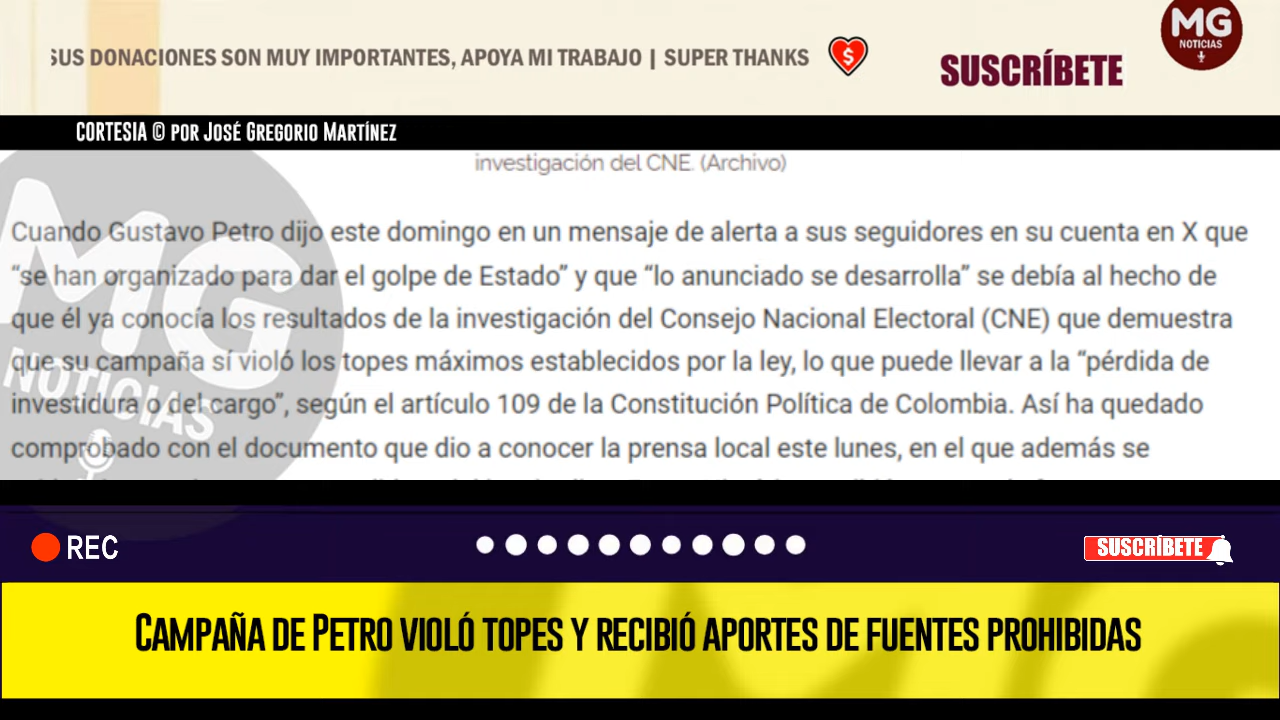 SUS DONACIONES SON MUY IMPORTANTES, APOYA MI TRABAJO | SUPER THANKS
$
SUSCRÍBETE
MG
NOTICIAS
CORTESIA © POR JOSÉ GREGORIO MARTÍNEZ
investigación del CNE. (Archivo)
Cuando Gustavo Petro dijo este domingo en un mensaje de alerta a sus seguidores en su cuenta en X que
“se han organizado para dar el golpe de Estado” y que “lo anunciado se desarrolla” se debía al hecho de
que él ya conocía los resultados de la investigación del Consejo Nacional Electoral (CNE) que demuestra
que su campaña sí violó los topes máximos establecidos por la ley, lo que puede llevar a la “pérdida de
investidura o del cargo”, según el artículo 109 de la Constitución Política de Colombia. Así ha quedado
comprobado con el documento que dio a conocer la prensa local este lunes, en el que además se
MG
NOTICIAS
REC
SUSCRÍBETE
CAMPAÑA DE PETRO VIOLÓ TOPES Y RECIBIÓ APORTES DE FUENTES PROHIBIDAS